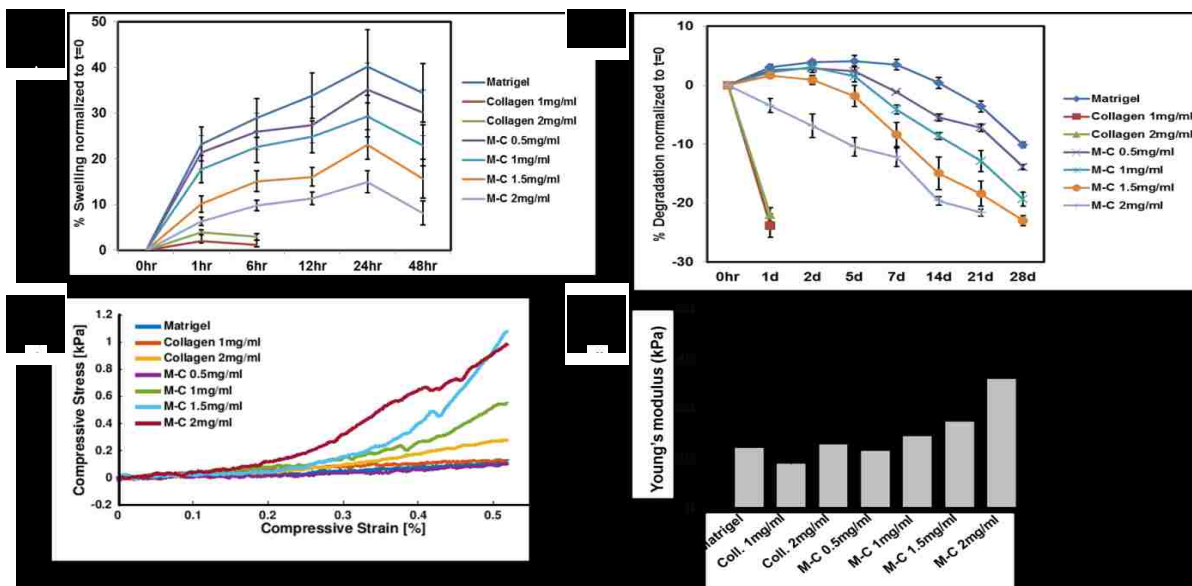 % Swelling normalized to t=0
50
40
30
20
10
0
0hr 1hr 6hr 12hr 24hr 48hr
Matrigel
Collagen 1mg/ml
Collagen 2mg/ml
M-C 0.5mg/ml
M-C 1mg/ml
M-C 1.5mg/ml
M-C 2mg/ml
% Degradation normalized to t=0
10
0
-10
-20
-30
0hr 1d 2d 5d 7d 14d 21d 28d
Matrigel
Collagen 1mg/ml
Collagen 2mg/ml
M-C 0.5mg/ml
M-C 1mg/ml
M-C 1.5mg/ml
M-C 2mg/ml
Compressive Stress [kPa]
1.2
1
0.8
0.6
0.4
0.2
0
-0.2
0 0.1 0.2 0.3 0.4 0.5
Compressive Strain [%]
Matrigel
Collagen 1mg/ml
Collagen 2mg/ml
M-C 0.5mg/ml
M-C 1mg/ml
M-C 1.5mg/ml
M-C 2mg/ml
Young's modulus (kPa)
Coll. 1mg/ml
Coll. 2mg/ml
M-C 0.5mg/ml
M-C 1mg/ml
M-C 1.5mg/ml
M-C 2mg/ml